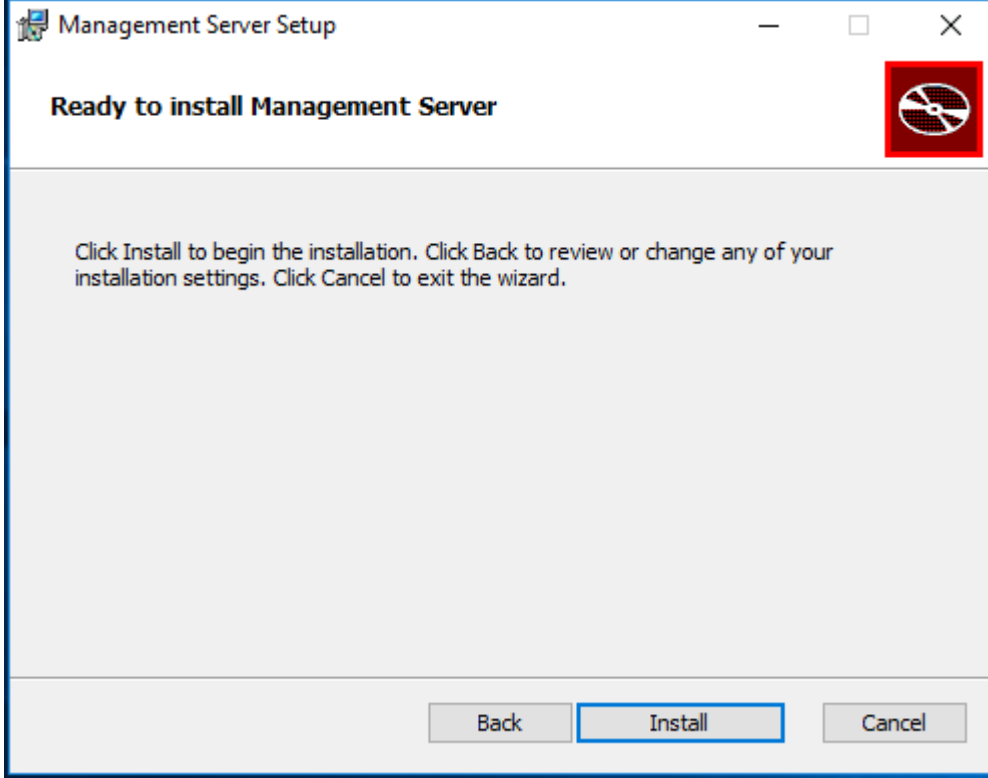 Management Server Setup
Ready to install Management Server
Click Install to begin the installation. Click Back to review or change any of your
installation settings. Click Cancel to exit the wizard.
Back
Install
Cancel